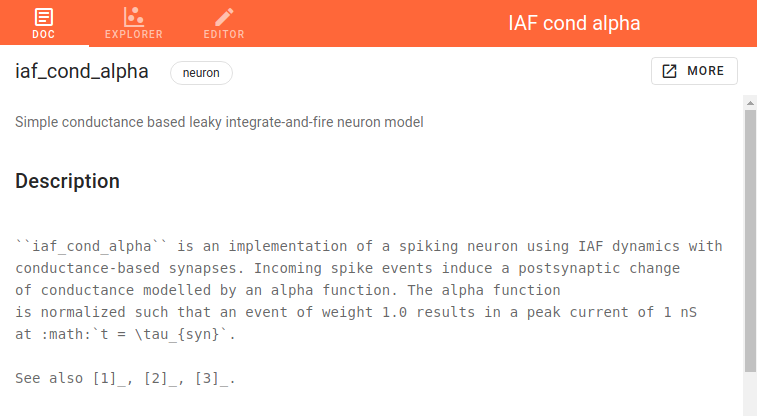 DOC
EXPLORER
EDITOR
IAF cond alpha
iaf_cond_alpha
neuron
MORE
Simple conductance based leaky integrate-and-fire neuron model
Description
``iaf_cond_alpha`` is an implementation of a spiking neuron using IAF dynamics with
conductance-based synapses. Incoming spike events induce a postsynaptic change
of conductance modelled by an alpha function. The alpha function
is normalized such that an event of weight 1.0 results in a peak current of 1 nS
at :math:`t = \tau_{syn}`.
See also [1]_, [2]_, [3]_.